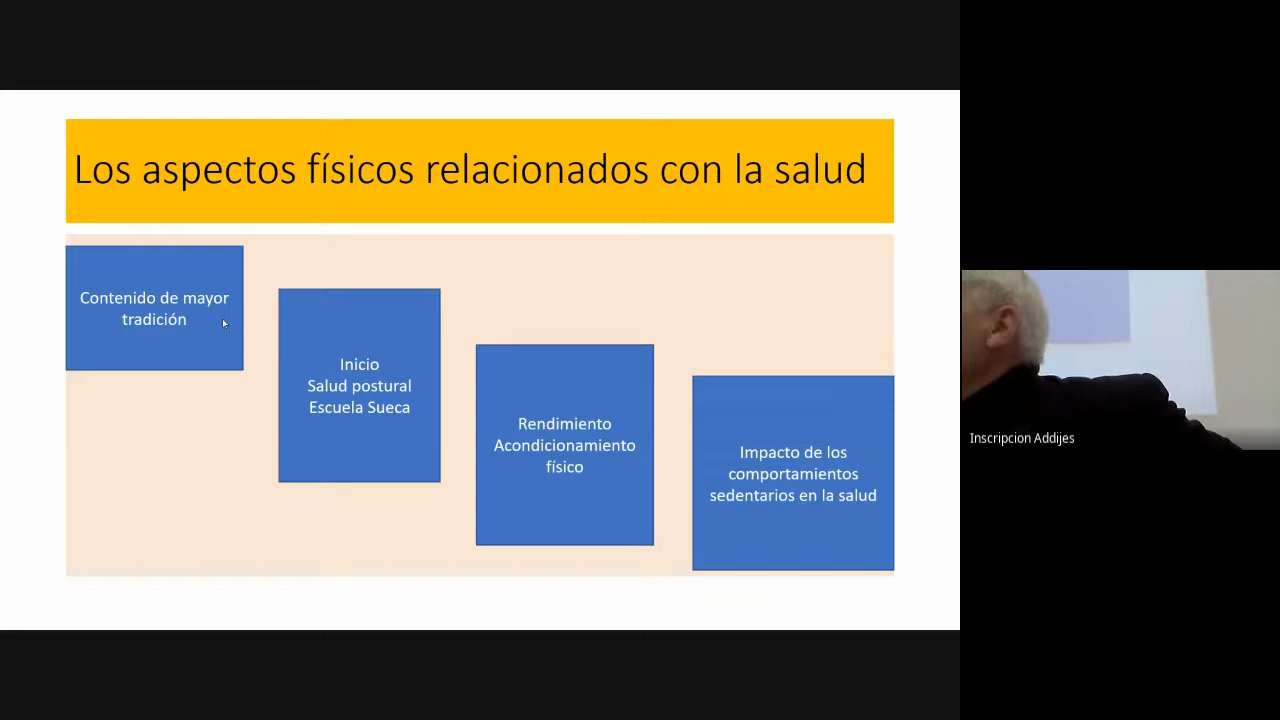 Los aspectos físicos relacionados con la salud
Contenido de mayor
tradición
Inicio
Salud postural
Escuela Sueca
Rendimiento
Acondicionamiento
físico
Impacto de los
comportamientos
sedentarios en la salud
Inscripcion Addijes